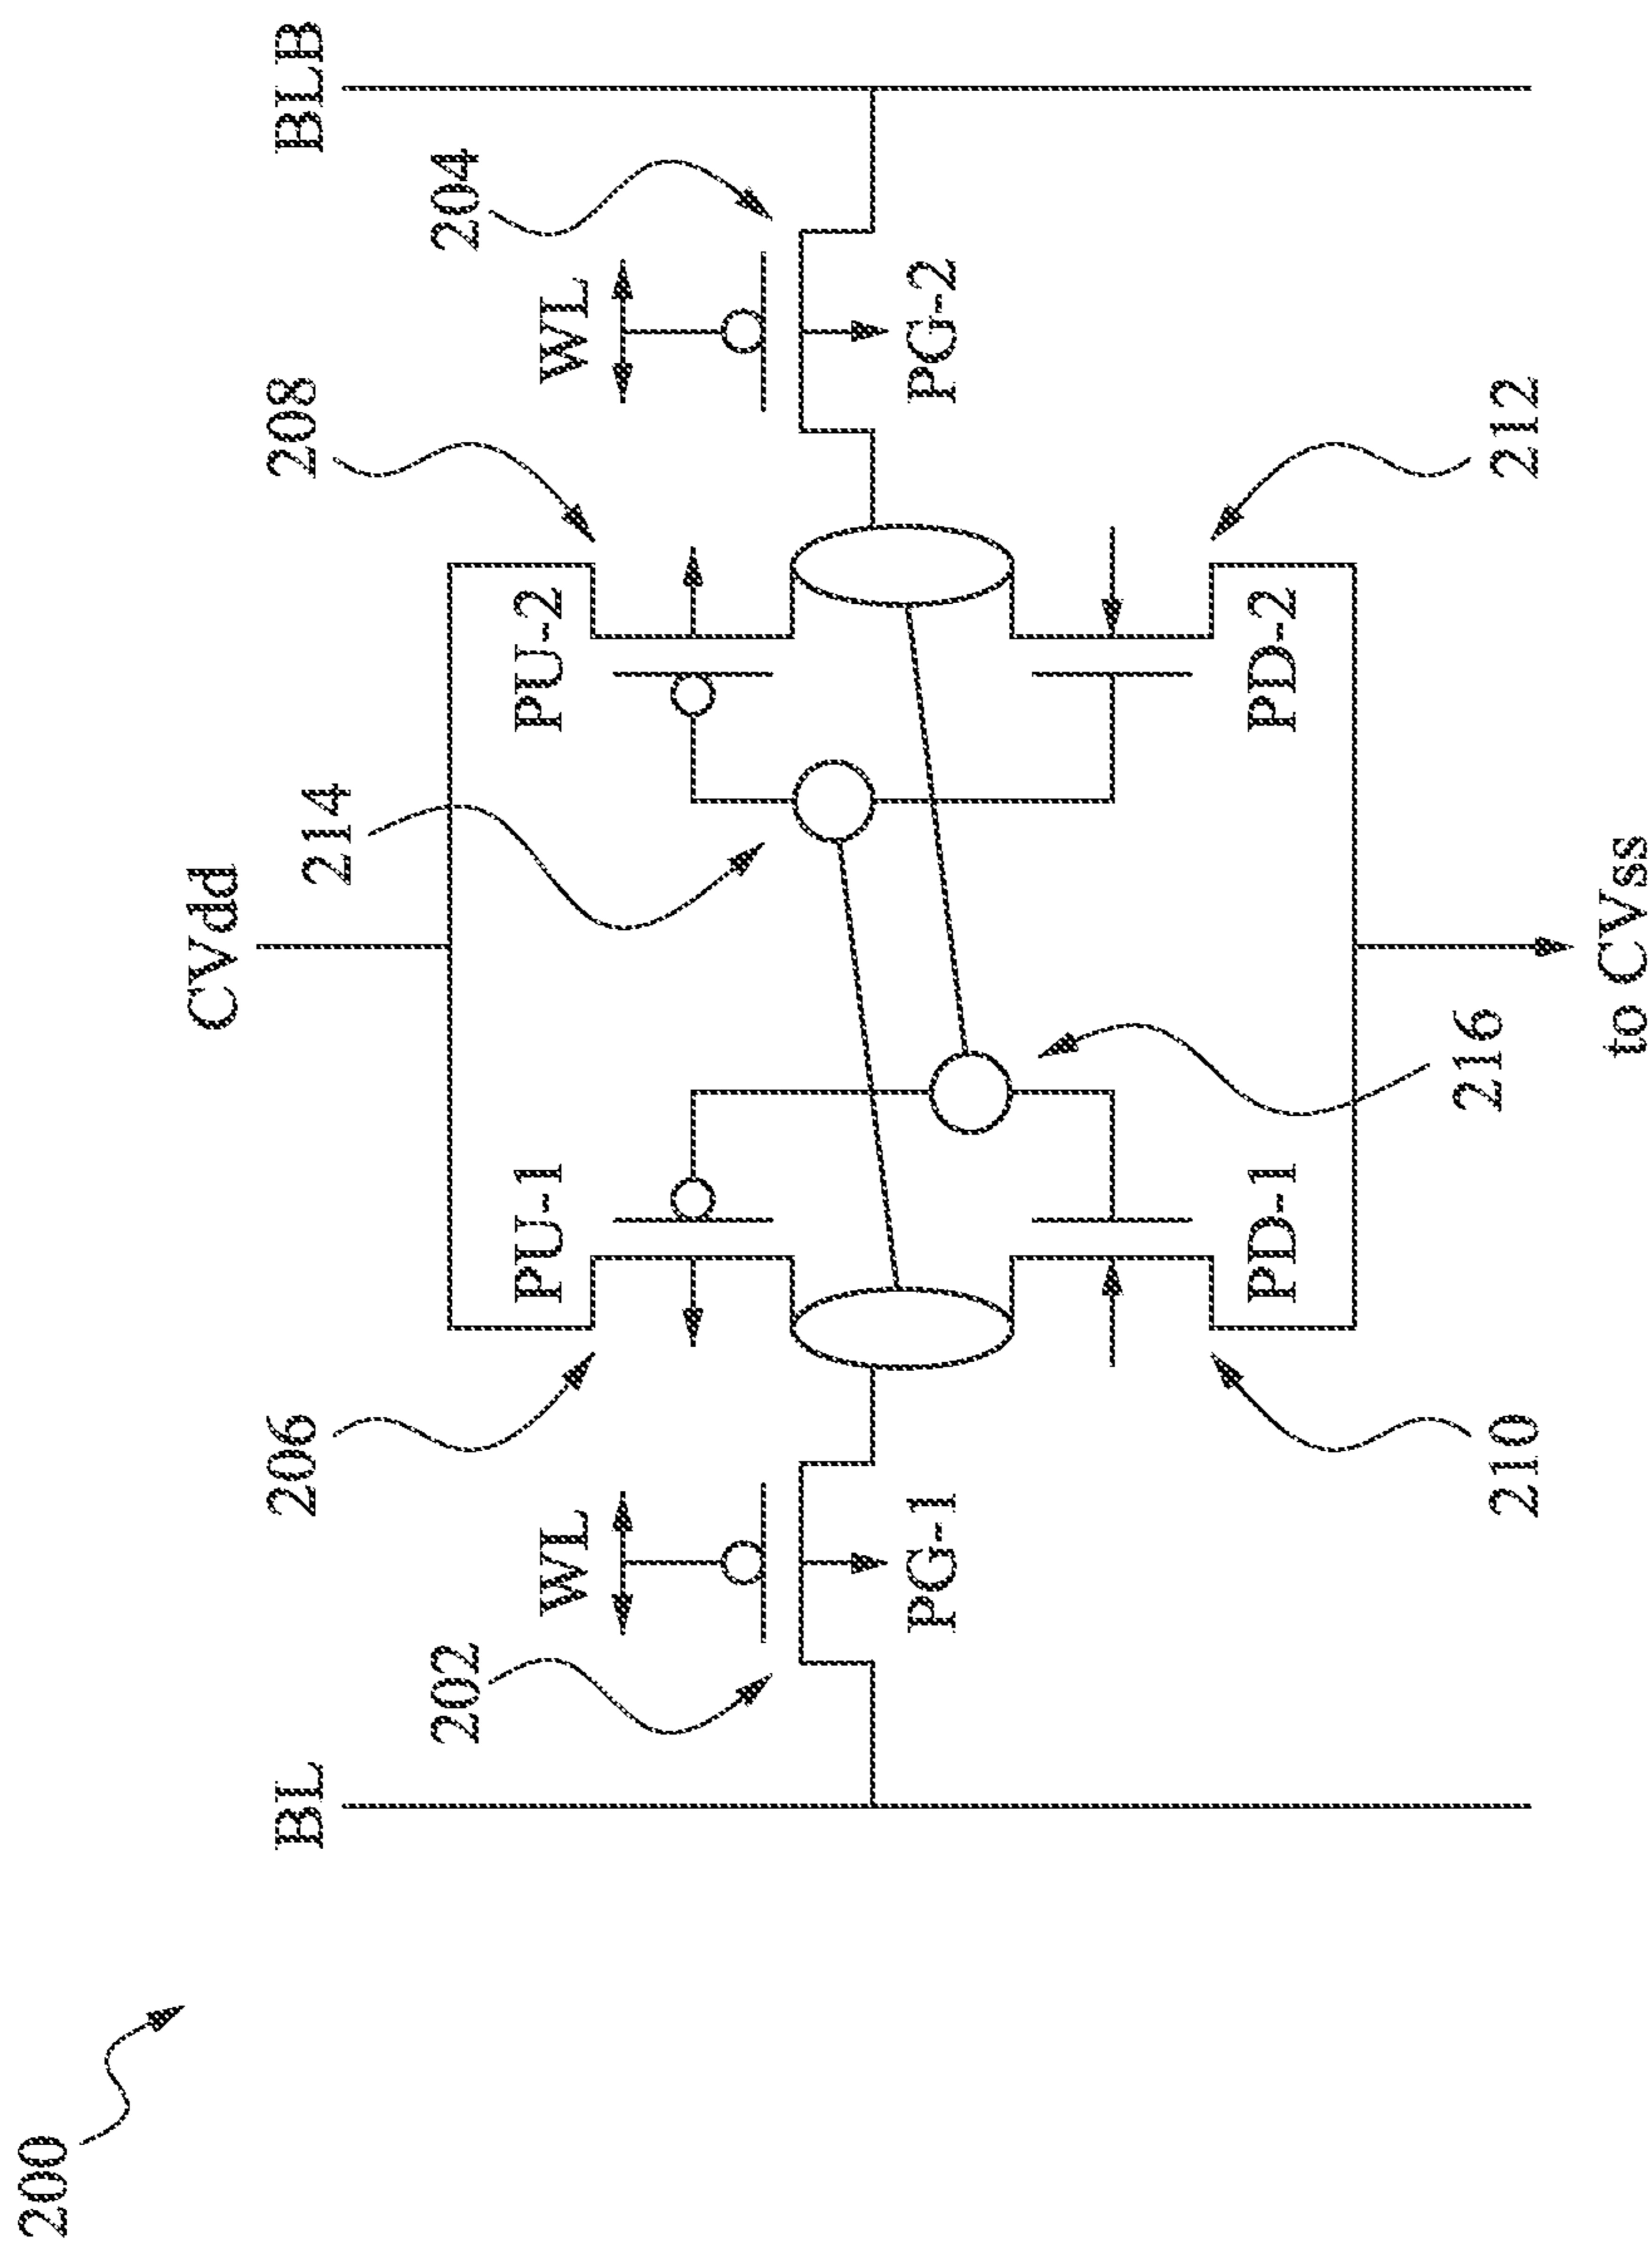 200
CVdd
BL
BLB
206
214
208
202
204
WL
PU-1
PU-2
WL
PG-1
PG-2
PD-1
PD-2
210
216
212
to CVss